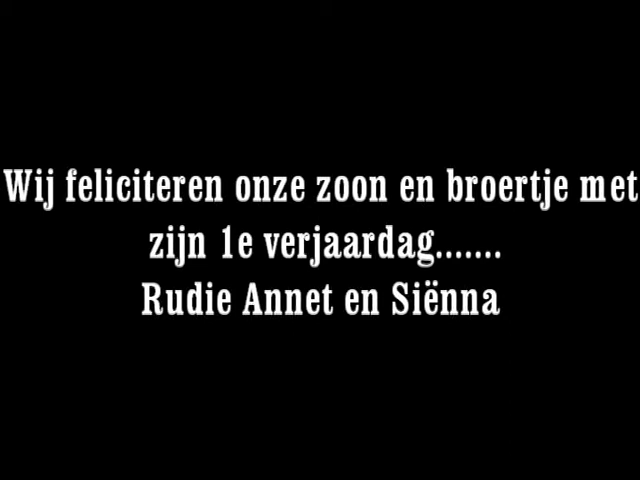 Wij feliciteren onze zoon en broertje met
zijn 1e verjaardag.......
Rudie Annet en Siënna